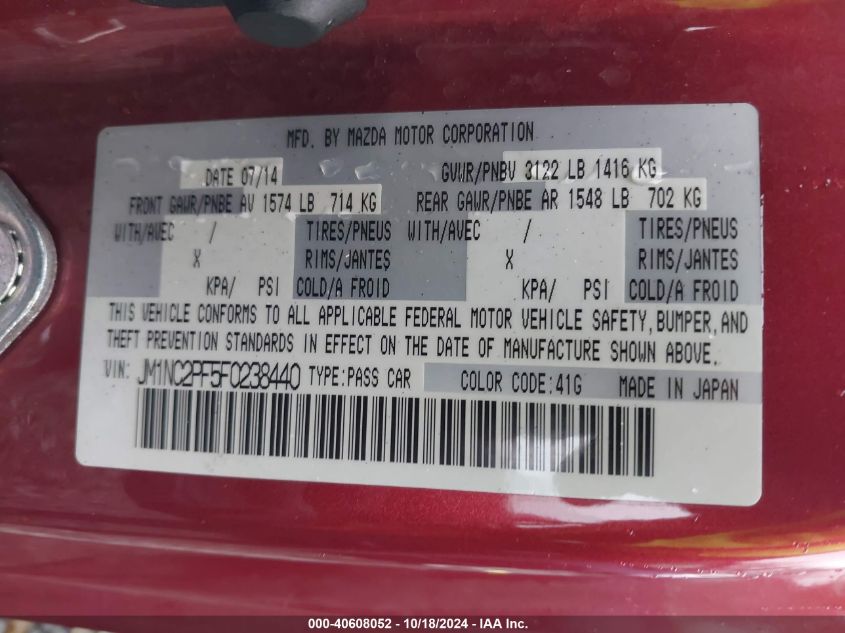 MFD. BY MAZDA MOTOR CORPORATION
DATE 07/14 GVWR/PNBV 3122 LB 1416 KG
FRONT GAWR/PNBE AV 1574 LB 714 KG REAR GAWR/PNBE AR 1548 LB 702 KG
WITH/AVEC / TIRES/PNEUS WITH/AVEC / TIRES/PNEUS
X RIMS/JANTES X RIMS/JANTES
KPA/ PSI COLD/A FROID KPA/ PSI COLD/A FROID
THIS VEHICLE CONFORMS TO ALL APPLICABLE FEDERAL MOTOR VEHICLE SAFETY, BUMPER, AND
THEFT PREVENTION STANDARDS IN EFFECT ON THE DATE OF MANUFACTURE SHOWN ABOVE.
VIN: JM1NC2PF5F0238440 TYPE:PASS CAR COLOR CODE:41G MADE IN JAPAN
000-40608052 - 10/18/2024 - IAA Inc.